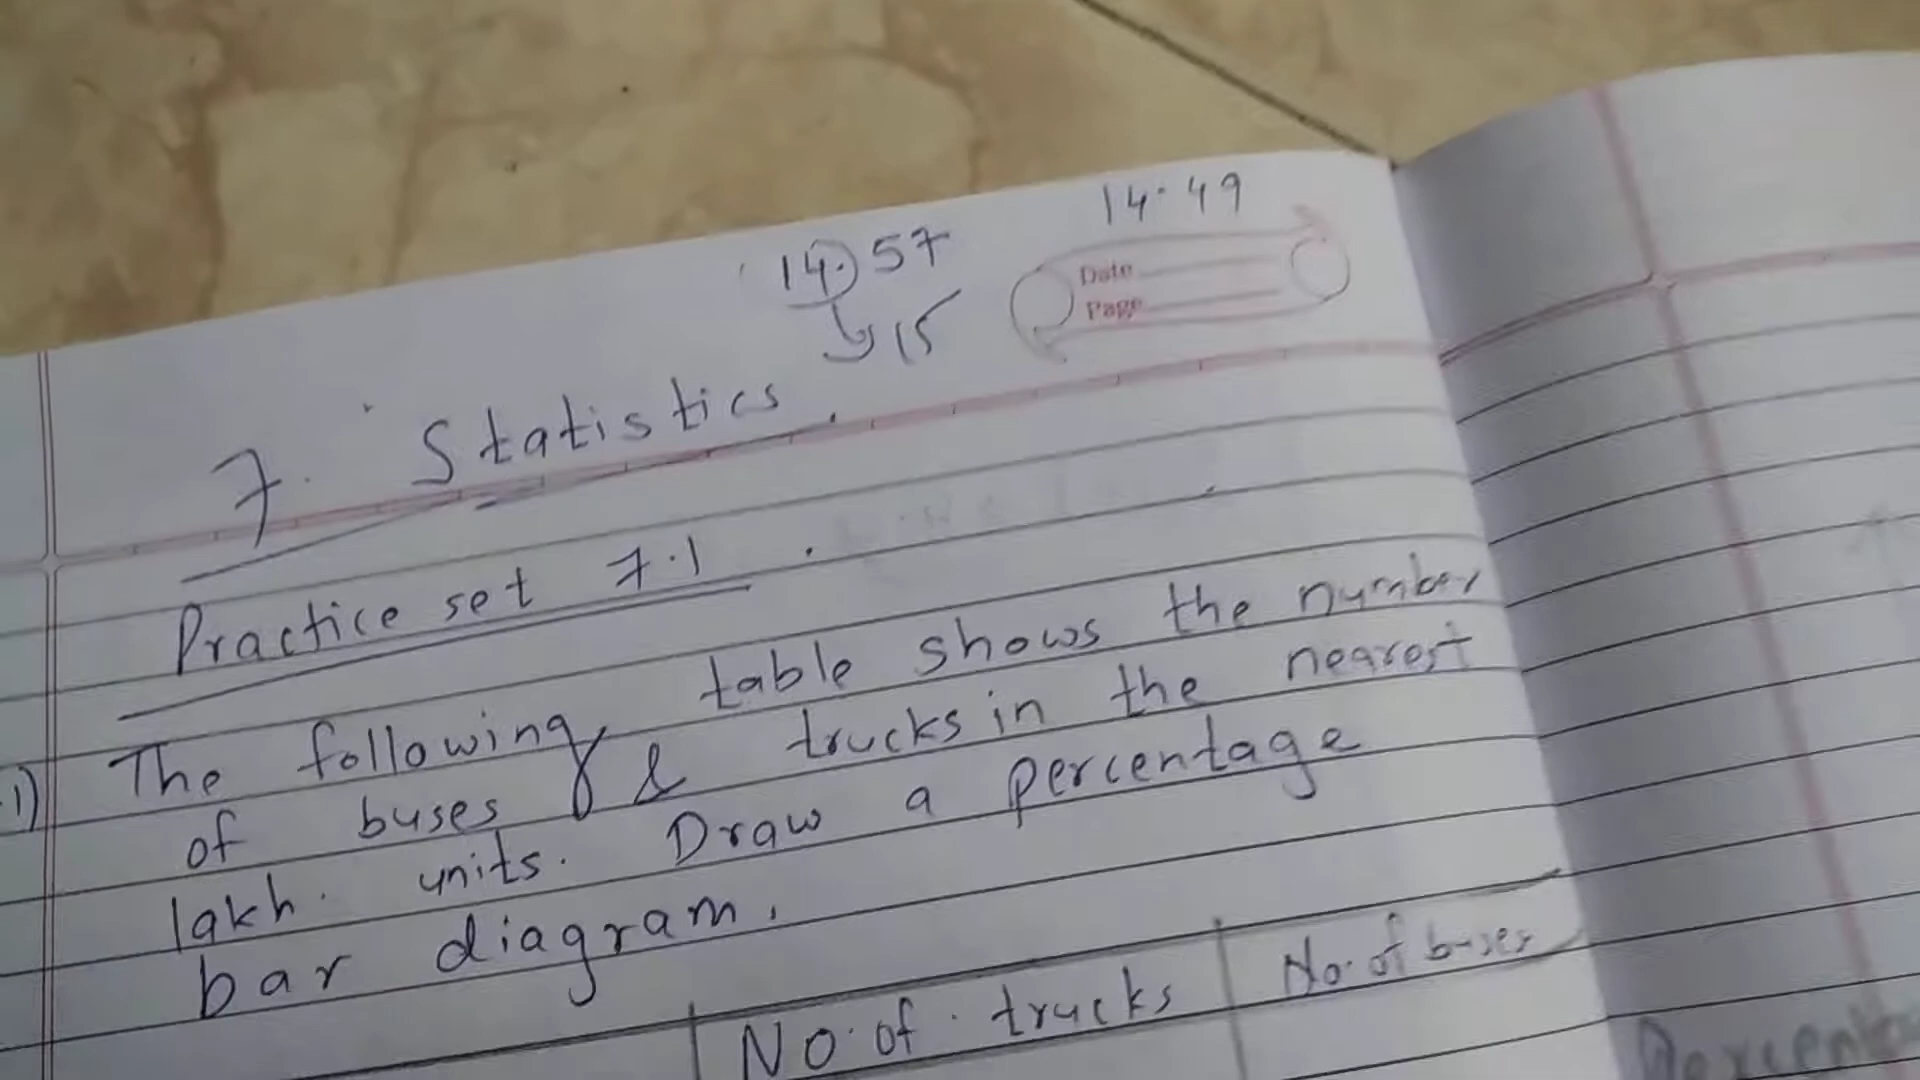 14.49
14.57
15
Date
Page
7. Statistics.
Practice set 7.1
1) The following table shows the number
of buses & trucks in the nearest
lakh. units. Draw a percentage
bar diagram.
No. of. trucks No. of buses